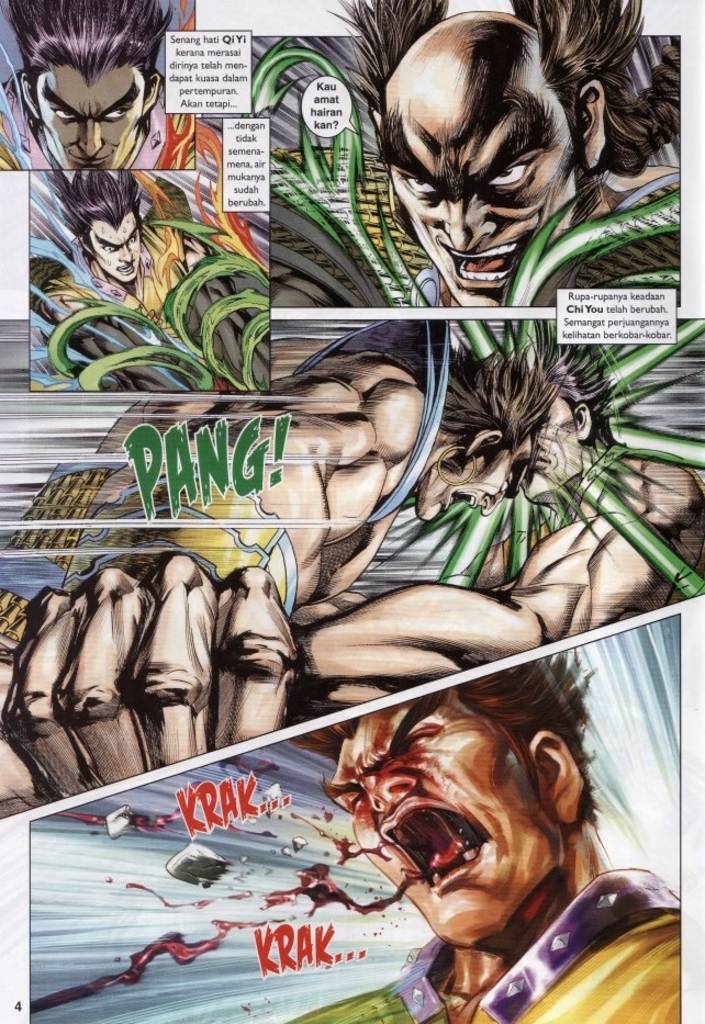 Senang hati Qi Yi
kerana merasai
dirinya telah men-
dapat kuasa dalam
pertempuran.
Akan tetapi...
...dengan
tidak
semena-
mena, air
mukanya
sudah
berubah.
Kau
amat
hairan
kan?
Rupa-rupanya keadaan
Chi You telah berubah.
Semangat perjuangannya
kelihatan berkobar-kobar.
PANG!
KRAK...
KRAK...
4